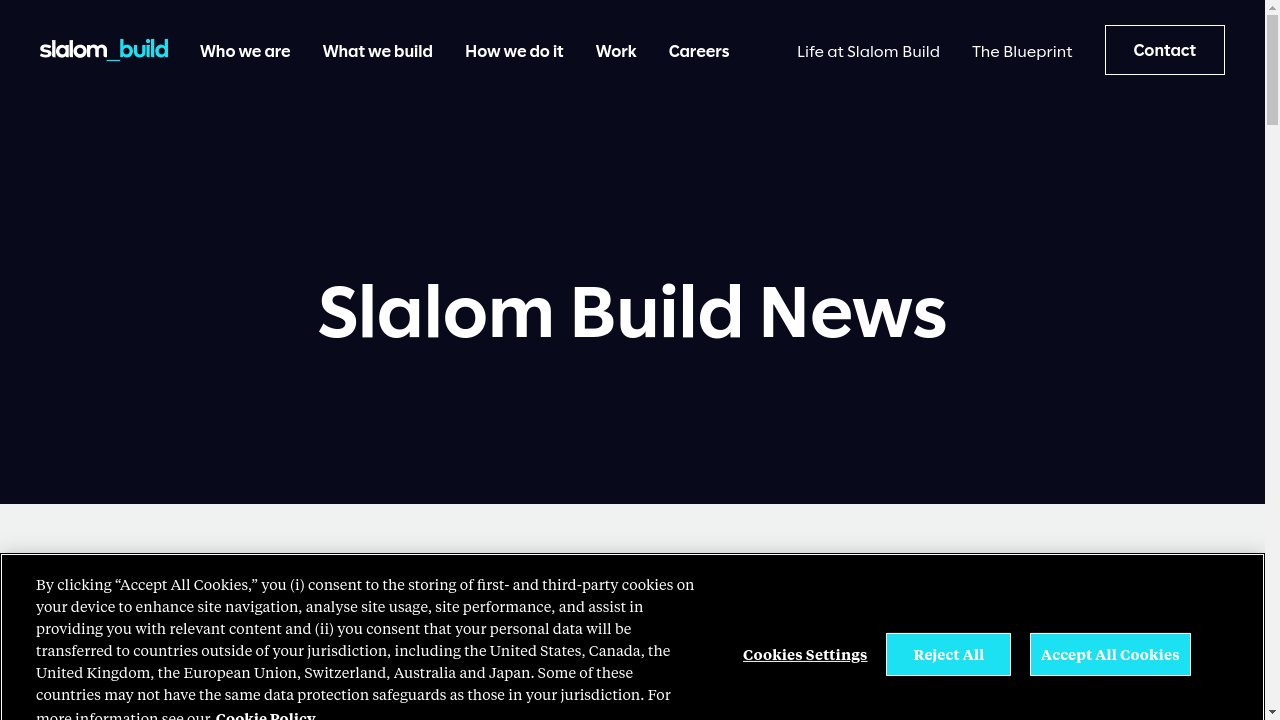 slalom _build
Who we are
What we build
How we do it
Work
Careers
Life at Slalom Build
The Blueprint
Contact
Slalom Build News
By clicking “Accept All Cookies,” you (i) consent to the storing of first- and third-party cookies on
your device to enhance site navigation, analyse site usage, site performance, and assist in
providing you with relevant content and (ii) you consent that your personal data will be
transferred to countries outside of your jurisdiction, including the United States, Canada, the
United Kingdom, the European Union, Switzerland, Australia and Japan. Some of these
countries may not have the same data protection safeguards as those in your jurisdiction. For
more information see our Cookie Policy
Cookies Settings
Reject All
Accept All Cookies